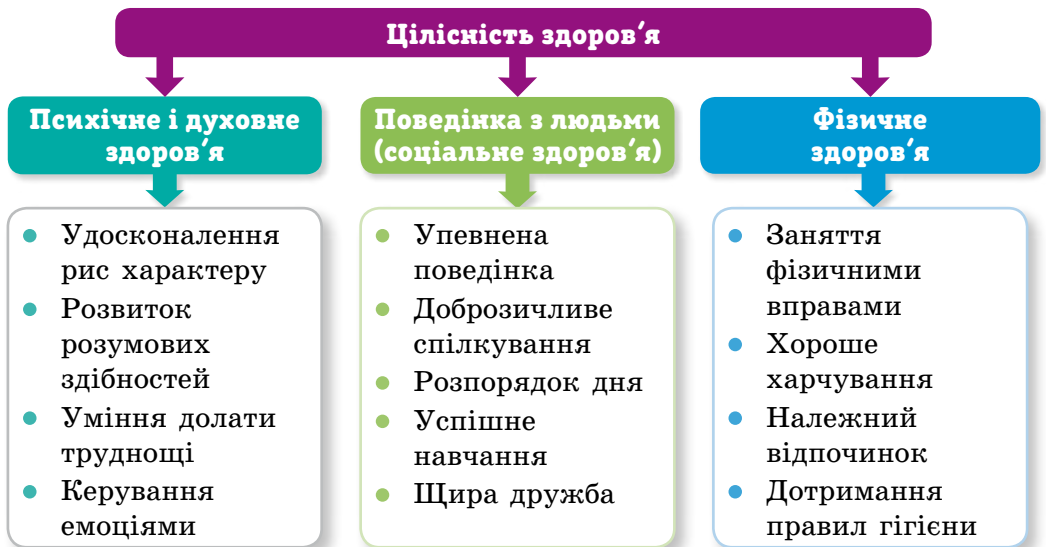 Цілісність здоров′я
Психічне і духовне
здоров′я
Удосконалення
рис характеру
Розвиток
розумових
здібностей
Уміння долати
труднощі
Керування
емоціями
Поведінка з людьми
(соціальне здоров′я)
Упевнена
поведінка
Доброзичливе
спілкування
Розпорядок дня
Успішне
навчання
Щира дружба
Фізичне
здоров′я
Заняття
фізичними
вправами
Хороше
харчування
Належний
відпочинок
Дотримання
правил гігієни